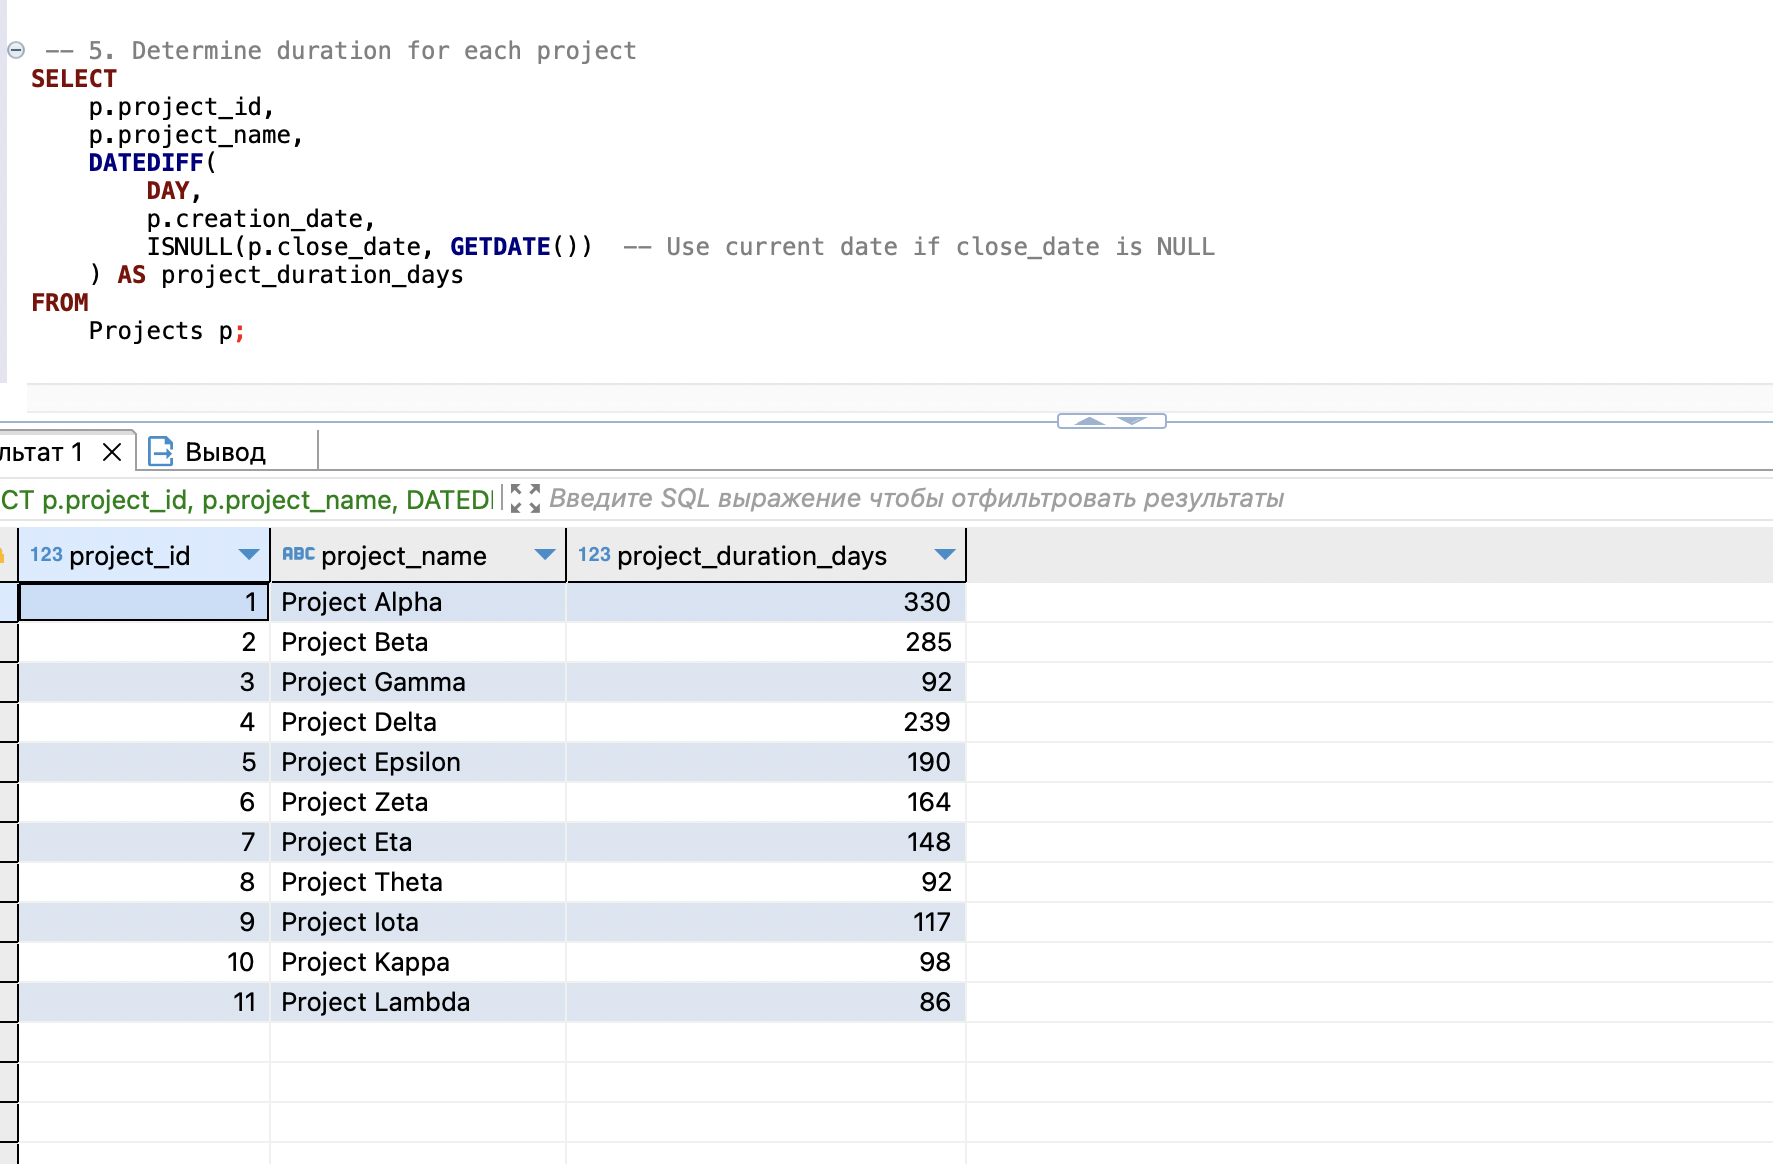 -- 5. Determine duration for each project
SELECT
p.project_id,
p.project_name,
DATEDIFF(
DAY,
p.creation_date,
ISNULL(p.close_date, GETDATE()) -- Use current date if close_date is NULL
) AS project_duration_days
FROM
Projects p;
льтат 1 Вывод
CT p.project_id, p.project_name, DATED Введите SQL выражение чтобы отфильтровать результаты
123 project_id ABC project_name 123 project_duration_days
1 Project Alpha 330
2 Project Beta 285
3 Project Gamma 92
4 Project Delta 239
5 Project Epsilon 190
6 Project Zeta 164
7 Project Eta 148
8 Project Theta 92
9 Project Iota 117
10 Project Kappa 98
11 Project Lambda 86